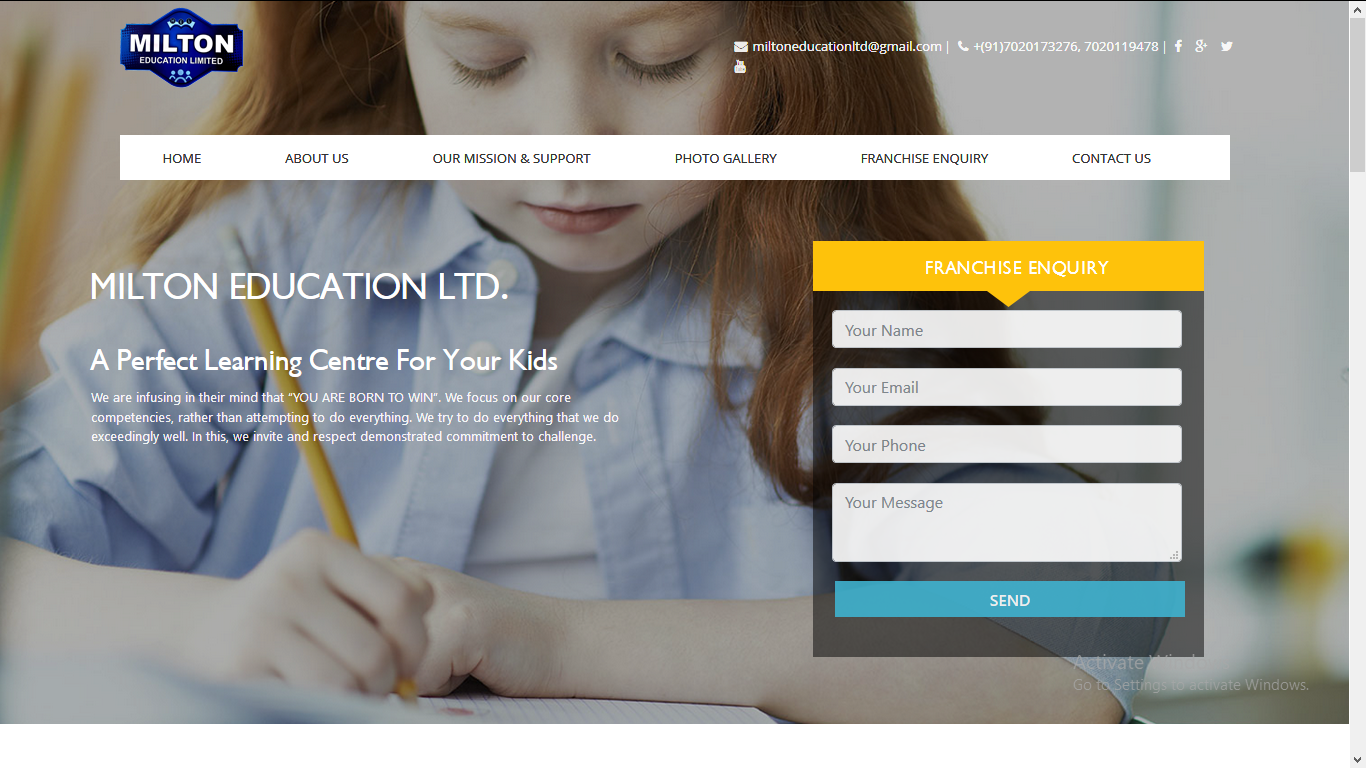 MILTON
EDUCATION LIMITED
miltoneducationltd@gmail.com | +(91)7020173276, 7020119478 |
HOME ABOUT US OUR MISSION & SUPPORT PHOTO GALLERY FRANCHISE ENQUIRY CONTACT US
MILTON EDUCATION LTD.
A Perfect Learning Centre For Your Kids
We are infusing in their mind that “YOU ARE BORN TO WIN”. We focus on our core
competencies, rather than attempting to do everything. We try to do everything that we do
exceedingly well. In this, we invite and respect demonstrated commitment to challenge.
FRANCHISE ENQUIRY
Your Name
Your Email
Your Phone
Your Message
SEND
Activate Wind
Go to Settings to activate Windows.